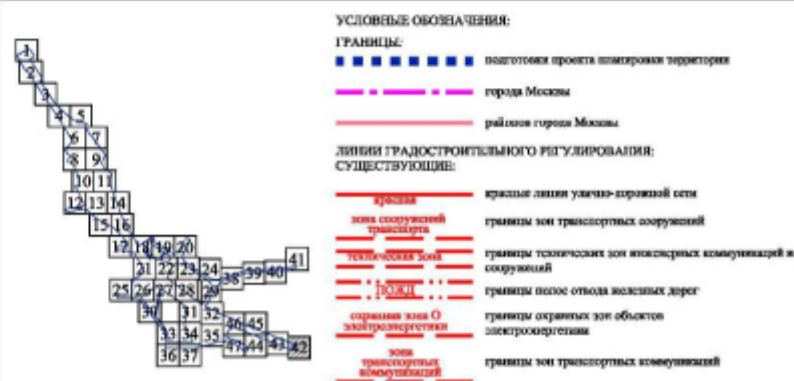 1
2
3
4 5
6 7
8 9
10 11
12 13 14
15 16
17 18 19 20
21 22 23 24 38 39 40 41
25 26 27 28 29
30 31 32 46 45
33 34 35 47 44 43 42
36 37
УСЛОВНЫЕ ОБОЗНАЧЕНИЯ:
ГРАНИЦЫ:
подготовки проекта планировки территории
города Москвы
районов города Москвы
ЛИНИИ ГРАДОСТРОИТЕЛЬНОГО РЕГУЛИРОВАНИЯ:
СУЩЕСТВУЮЩИЕ:
красная
красные линии улично-дорожной сети
зона сооружений
транспорта
границы зон транспортных сооружений
техническая зона
границы технических зон инженерных коммуникаций и
сооружений
ПОЖД
границы полос отвода железных дорог
охранная зона О
электроэнергетики
границы охранных зон объектов
электроэнергетики
зона
транспортных
коммуникаций
границы зон транспортных коммуникаций